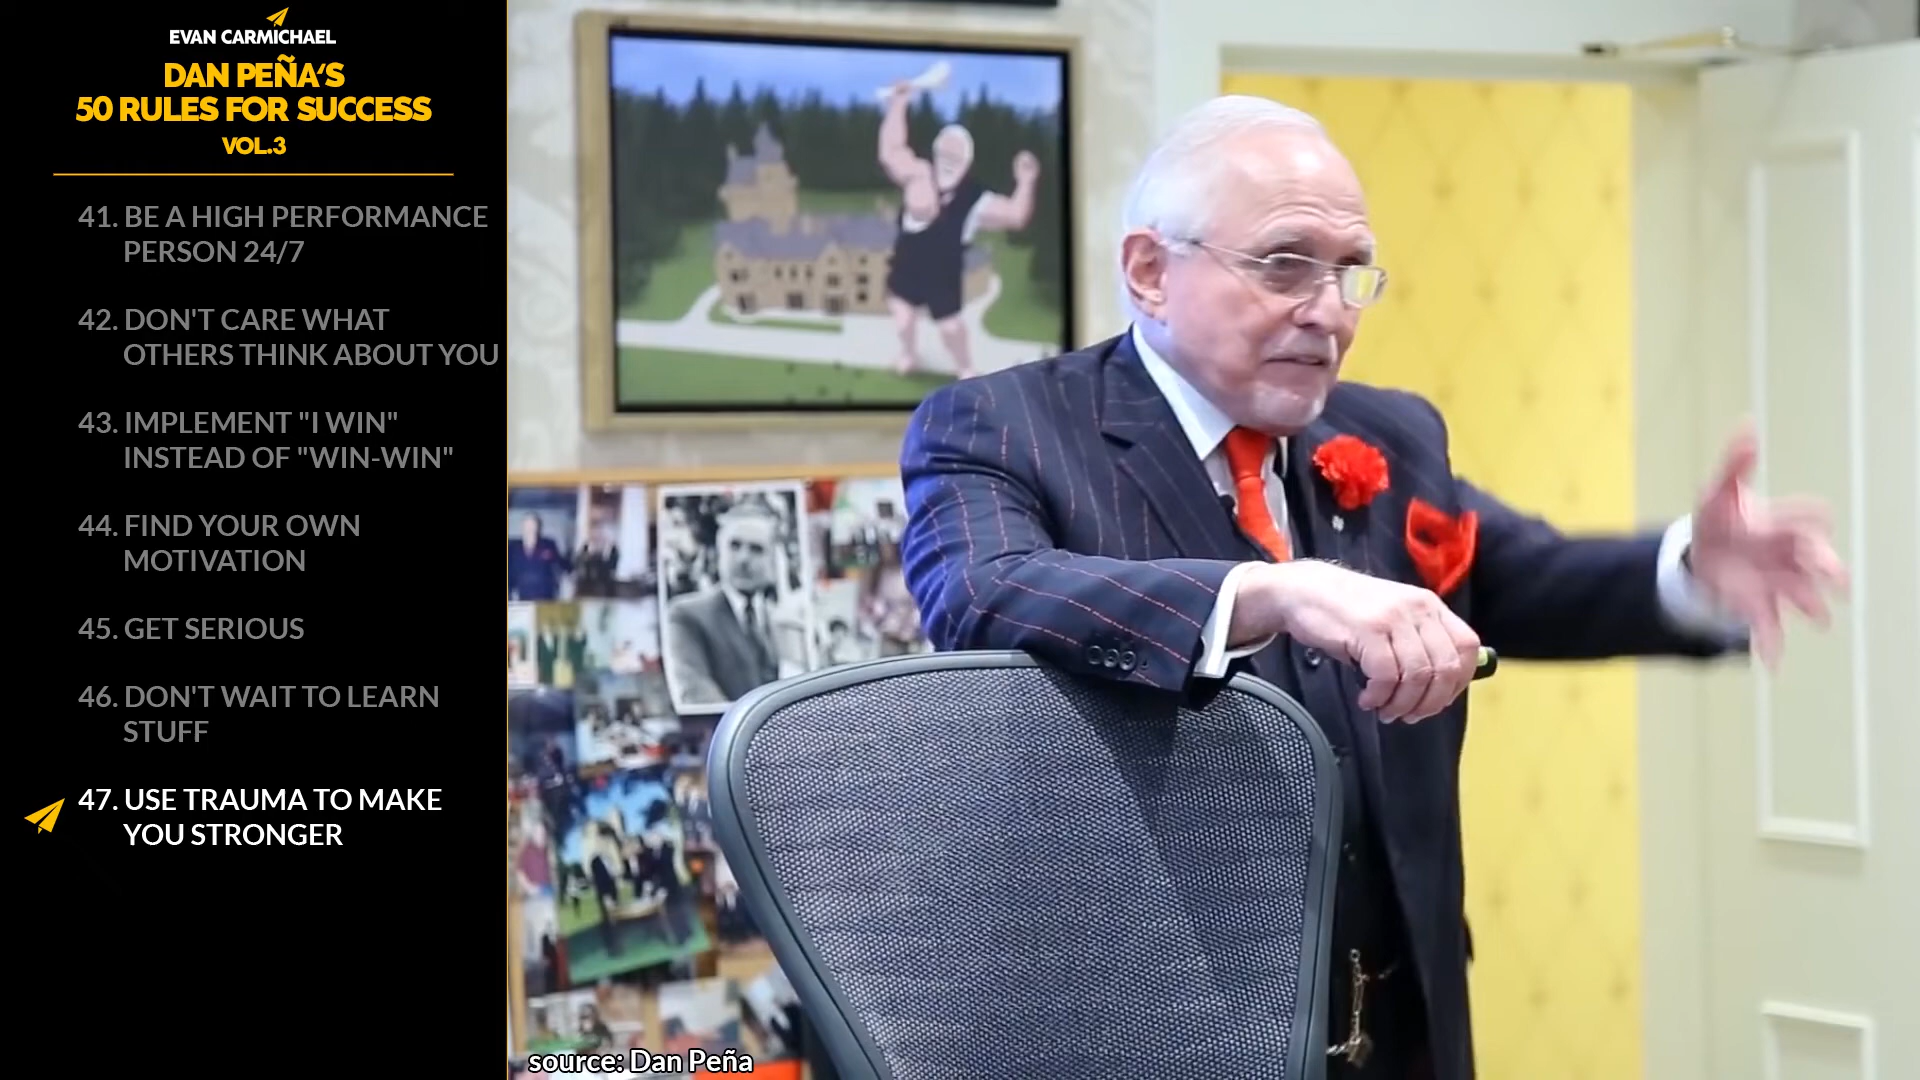 EVAN CARMICHAEL
DAN PEÑA'S
50 RULES FOR SUCCESS
VOL.3
41. BE A HIGH PERFORMANCE
PERSON 24/7
42. DON'T CARE WHAT
OTHERS THINK ABOUT YOU
43. IMPLEMENT "I WIN"
INSTEAD OF "WIN-WIN"
44. FIND YOUR OWN
MOTIVATION
45. GET SERIOUS
46. DON'T WAIT TO LEARN
STUFF
47. USE TRAUMA TO MAKE
YOU STRONGER
source: Dan Peña